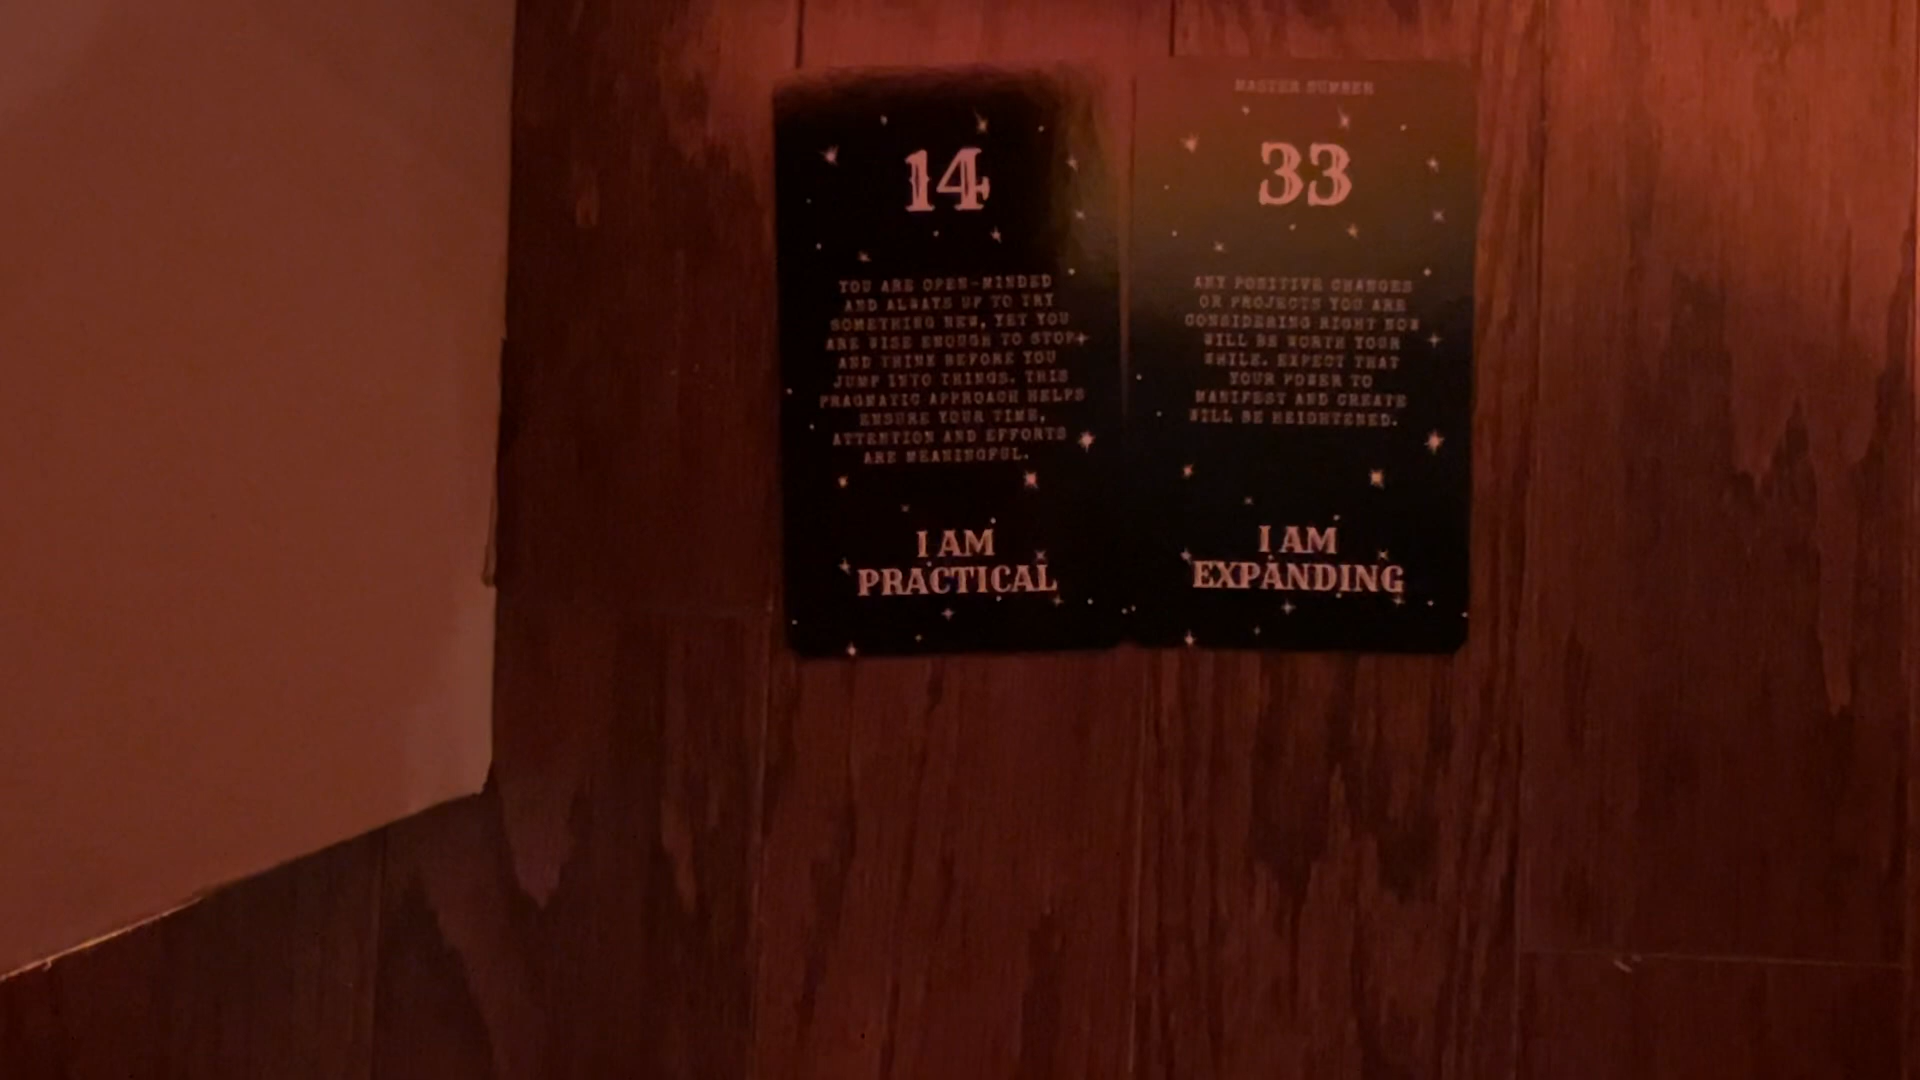 14
YOU ARE OPEN-MINDED
AND ALWAYS UP TO TRY
SOMETHING NEW, YET YOU
ARE WISE ENOUGH TO STOP
AND THINK BEFORE YOU
JUMP INTO THINGS. THIS
PRAGMATIC APPROACH HELPS
ENSURE YOUR TIME,
ATTENTION AND EFFORTS
ARE MEANINGFUL.
I AM
PRACTICAL
MASTER NUMBER
33
ANY POSITIVE CHANGES
OR PROJECTS YOU ARE
CONSIDERING RIGHT NOW
WILL BE WORTH YOUR
WHILE. EXPECT THAT
YOUR POWER TO
MANIFEST AND CREATE
WILL BE HEIGHTENED.
I AM
EXPANDING